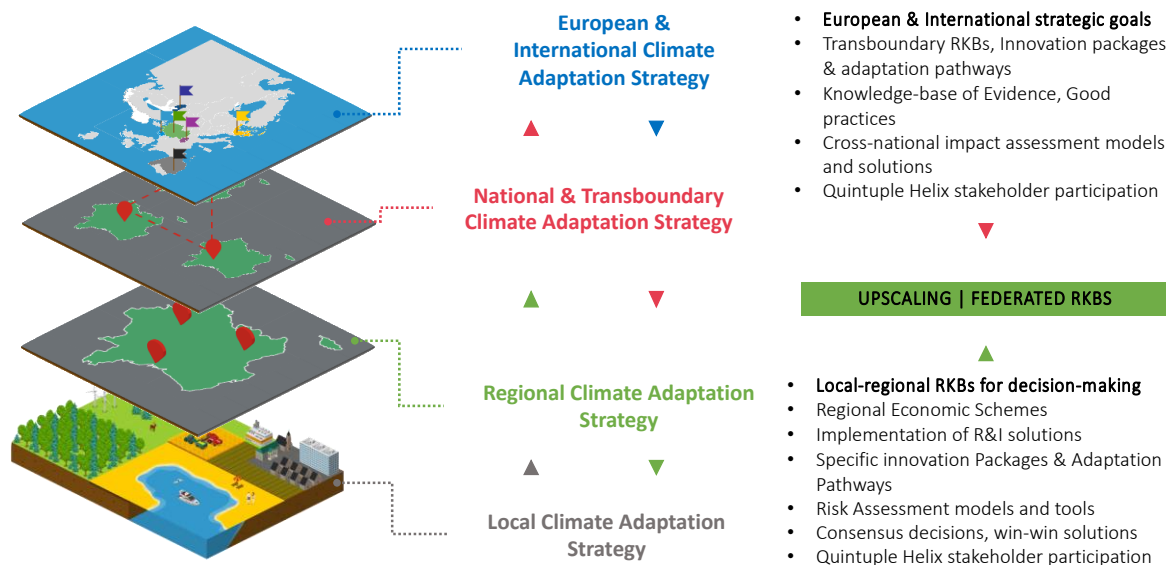 European &
International Climate
Adaptation Strategy
National & Transboundary
Climate Adaptation Strategy
Regional Climate Adaptation
Strategy
Local Climate Adaptation
Strategy
• European & International strategic goals
• Transboundary RKBs, Innovation packages
& adaptation pathways
• Knowledge-base of Evidence, Good
practices
• Cross-national impact assessment models
and solutions
• Quintuple Helix stakeholder participation
UPSCALING | FEDERATED RKBS
• Local-regional RKBs for decision-making
• Regional Economic Schemes
• Implementation of R&I solutions
• Specific innovation Packages & Adaptation
Pathways
• Risk Assessment models and tools
• Consensus decisions, win-win solutions
• Quintuple Helix stakeholder participation